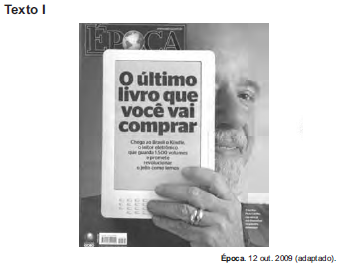 Texto I
ÉPOCA
O último
livro que
você vai
comprar
Chega ao Brasil o Kindle,
o leitor eletrônico
que guarda 1.500 volumes
e promete
revolucionar
o jeito como lemos
Época. 12 out. 2009 (adaptado).